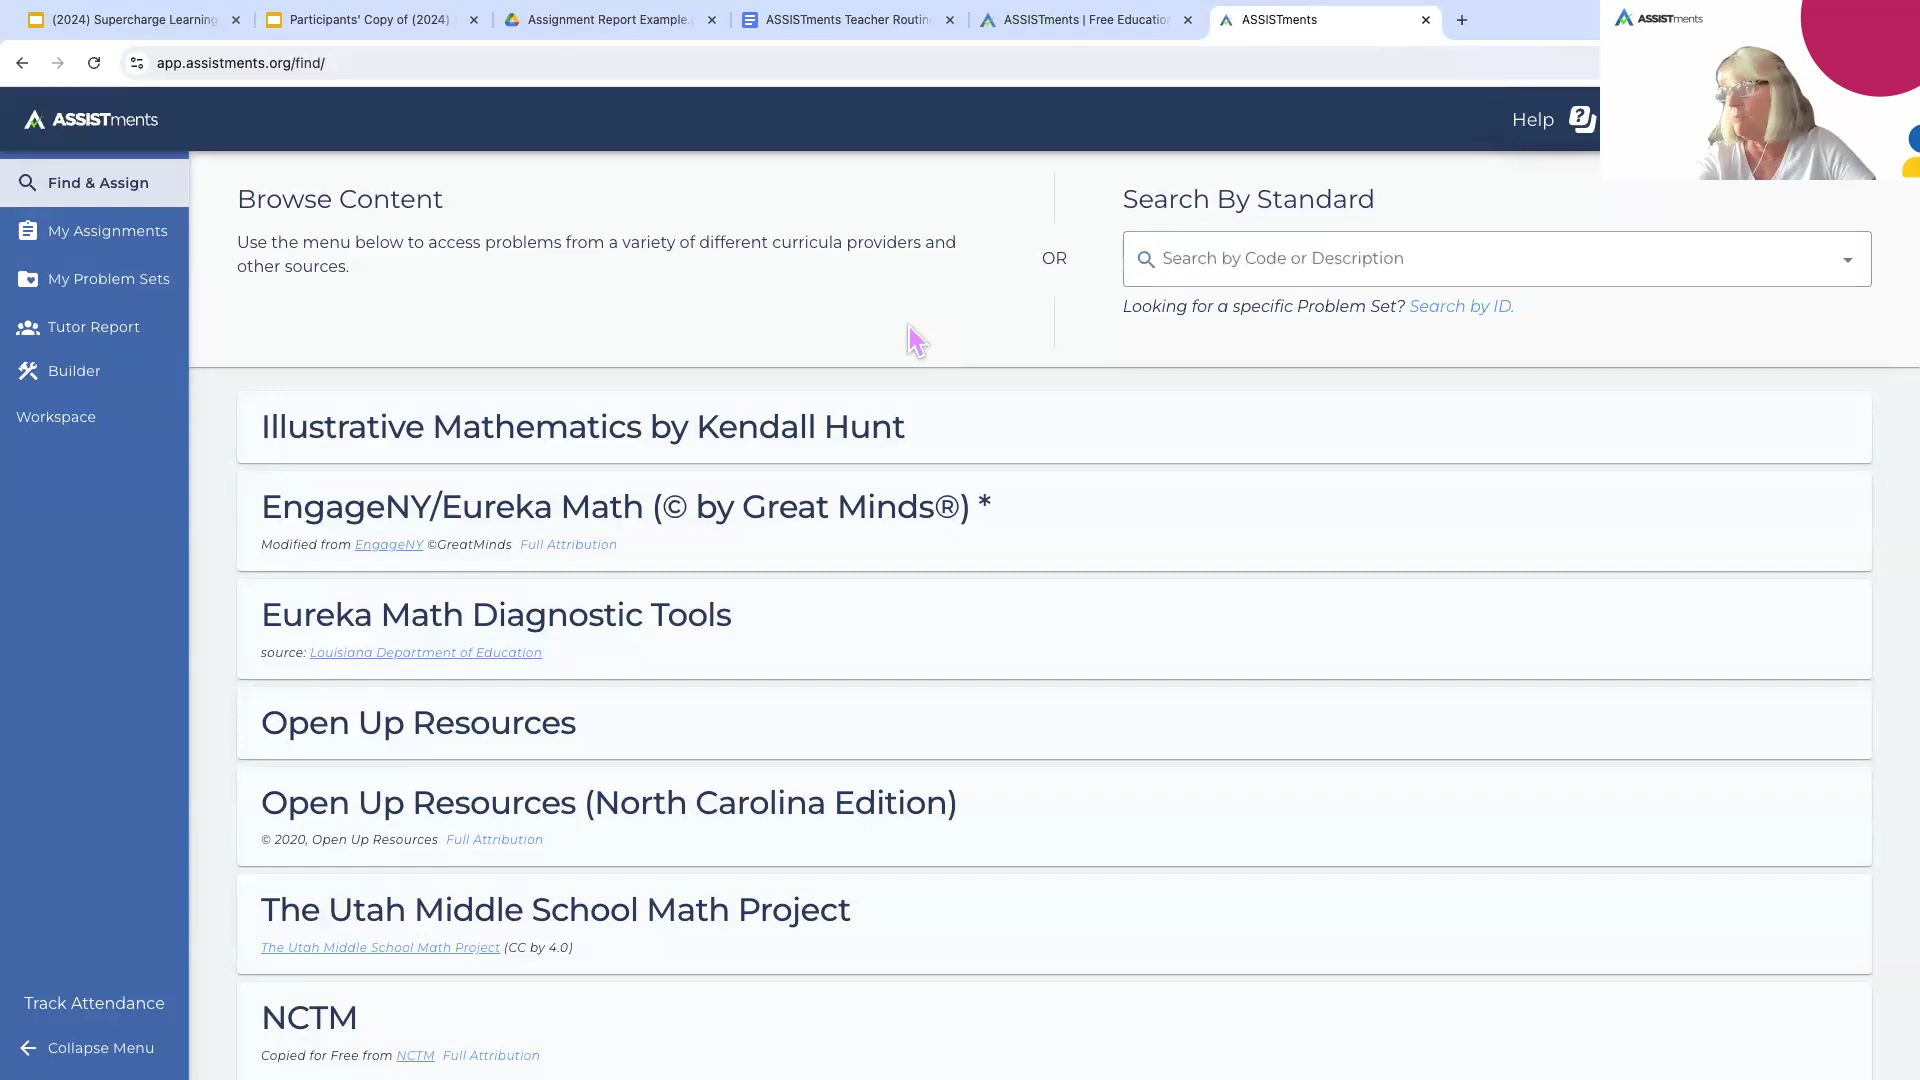 (2024) Supercharge Learning
Participants' Copy of (2024)
Assignment Report Example.
ASSISTments Teacher Routin
ASSISTments | Free Educatio
ASSISTments
app.assistments.org/find/
ASSISTments
ASSISTments
Help
Find & Assign
My Assignments
My Problem Sets
Tutor Report
Builder
Workspace
Track Attendance
Collapse Menu
Browse Content
Use the menu below to access problems from a variety of different curricula providers and
other sources.
OR
Search By Standard
Search by Code or Description
Looking for a specific Problem Set? Search by ID.
Illustrative Mathematics by Kendall Hunt
EngageNY/Eureka Math (© by Great Minds®) *
Modified from EngageNY ©GreatMinds Full Attribution
Eureka Math Diagnostic Tools
source: Louisiana Department of Education
Open Up Resources
Open Up Resources (North Carolina Edition)
© 2020, Open Up Resources Full Attribution
The Utah Middle School Math Project
The Utah Middle School Math Project (CC by 4.0)
NCTM
Copied for Free from NCTM Full Attribution